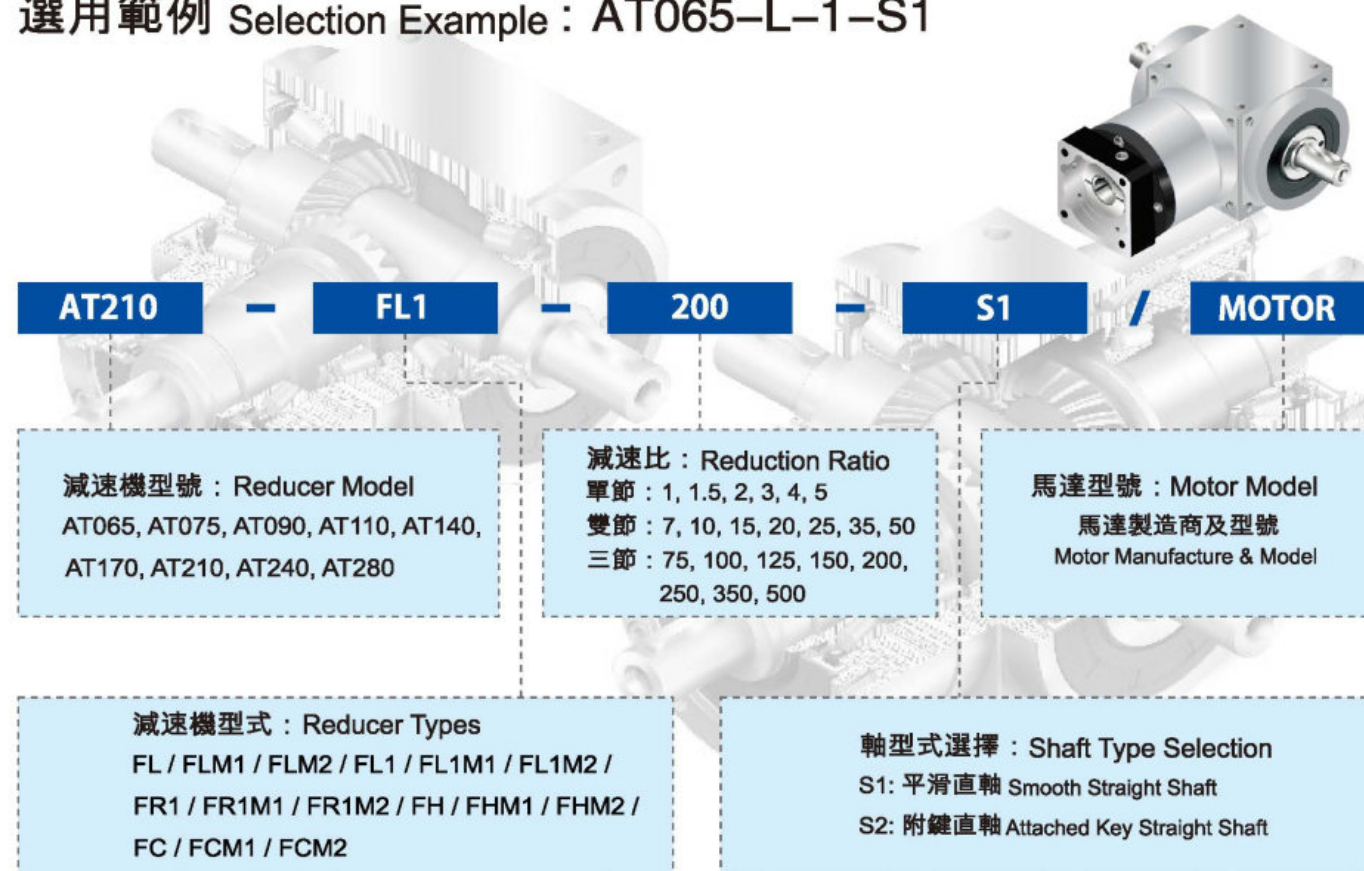 選用範例 Selection Example : AT065–L–1–S1
AT210 – FL1 – 200 – S1 / MOTOR
減速機型號：Reducer Model
AT065, AT075, AT090, AT110, AT140,
AT170, AT210, AT240, AT280
減速比：Reduction Ratio
單節：1, 1.5, 2, 3, 4, 5
雙節：7, 10, 15, 20, 25, 35, 50
三節：75, 100, 125, 150, 200,
250, 350, 500
馬達型號：Motor Model
馬達製造商及型號
Motor Manufacture & Model
減速機型式：Reducer Types
FL / FLM1 / FLM2 / FL1 / FL1M1 / FL1M2 /
FR1 / FR1M1 / FR1M2 / FH / FHM1 / FHM2 /
FC / FCM1 / FCM2
軸型式選擇：Shaft Type Selection
S1: 平滑直軸 Smooth Straight Shaft
S2: 附鍵直軸 Attached Key Straight Shaft